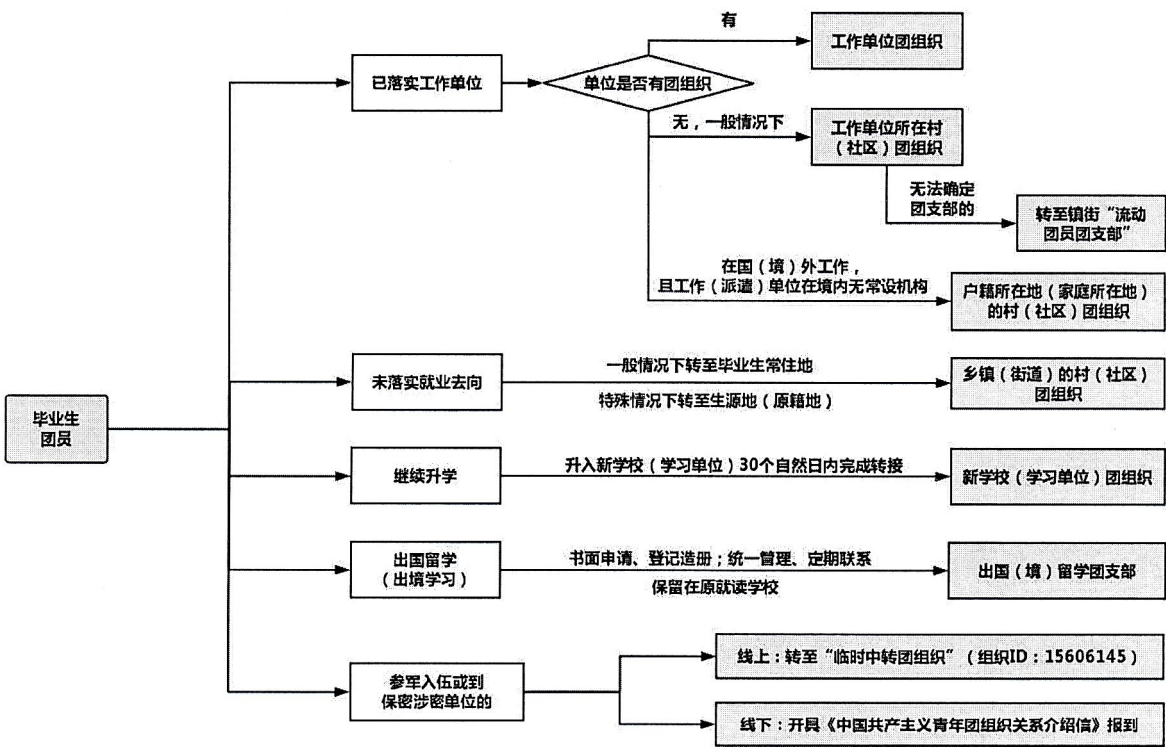 有
工作单位团组织
已落实工作单位
单位是否有团组织
无，一般情况下
工作单位所在村
（社区）团组织
无法确定
团支部的
转至镇街“流动
团员团支部”
在国（境）外工作，
且工作（派遣）单位在境内无常设机构
户籍所在地（家庭所在地）
的村（社区）团组织
毕业生
团员
未落实就业去向
一般情况下转至毕业生常住地
特殊情况下转至生源地（原籍地）
乡镇（街道）的村（社区）
团组织
继续升学
升入新学校（学习单位）30个自然日内完成转接
新学校（学习单位）团组织
出国留学
（出境学习）
书面申请、登记造册；统一管理、定期联系
保留在原就读学校
出国（境）留学团支部
参军入伍或到
保密涉密单位的
线上：转至“临时中转团组织”（组织ID：15606145）
线下：开具《中国共产主义青年团组织关系介绍信》报到